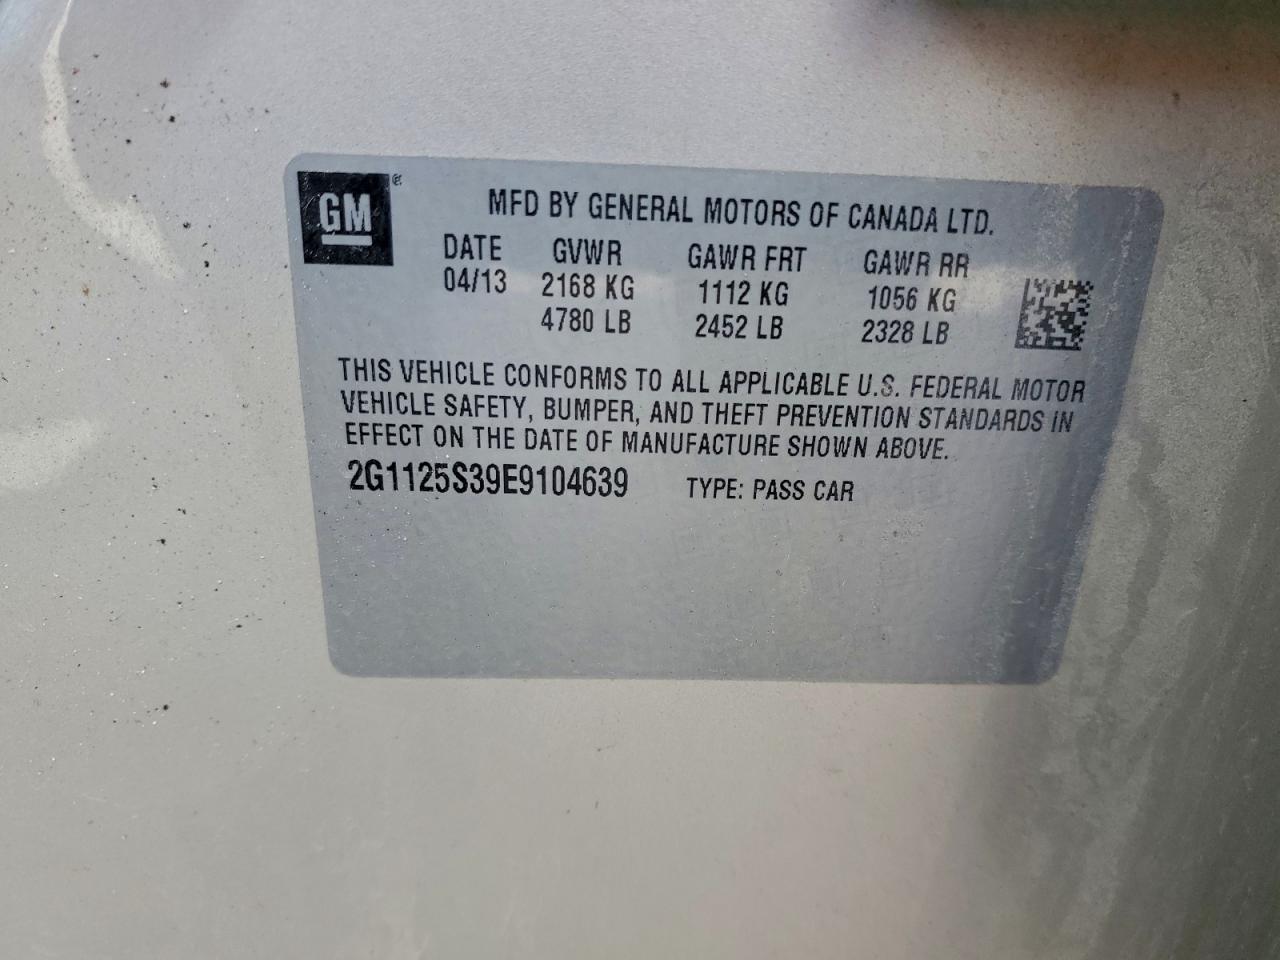 GM ®
MFD BY GENERAL MOTORS OF CANADA LTD.
DATE GVWR GAWR FRT GAWR RR
04/13 2168 KG 1112 KG 1056 KG
4780 LB 2452 LB 2328 LB
THIS VEHICLE CONFORMS TO ALL APPLICABLE U.S. FEDERAL MOTOR
VEHICLE SAFETY, BUMPER, AND THEFT PREVENTION STANDARDS IN
EFFECT ON THE DATE OF MANUFACTURE SHOWN ABOVE.
2G1125S39E9104639 TYPE: PASS CAR